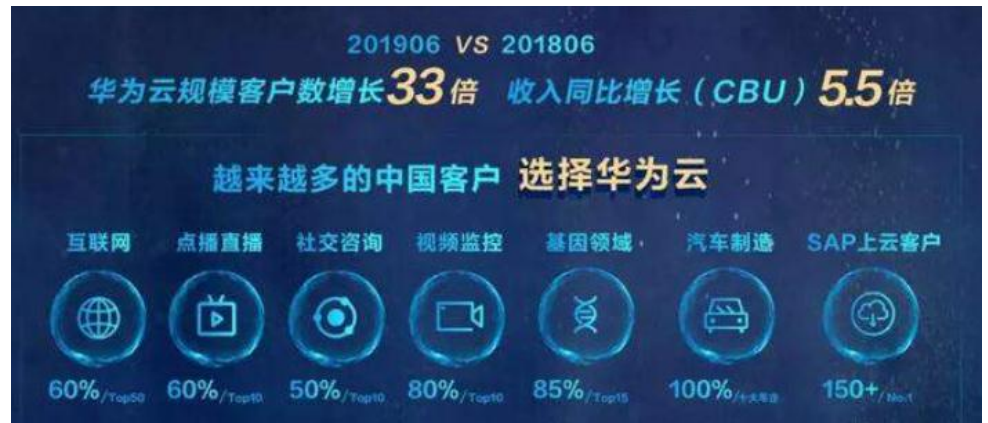 201906 VS 201806
华为云规模客户数增长33倍 收入同比增长(CBU)5.5倍
越来越多的中国客户 选择华为云
互联网 点播直播 社交咨询 视频监控 基因领域 汽车制造 SAP上云客户
60%/Top50 60%/Top10 50%/Top10 80%/Top10 85%/Top15 100%/十大车企 150+/No.1